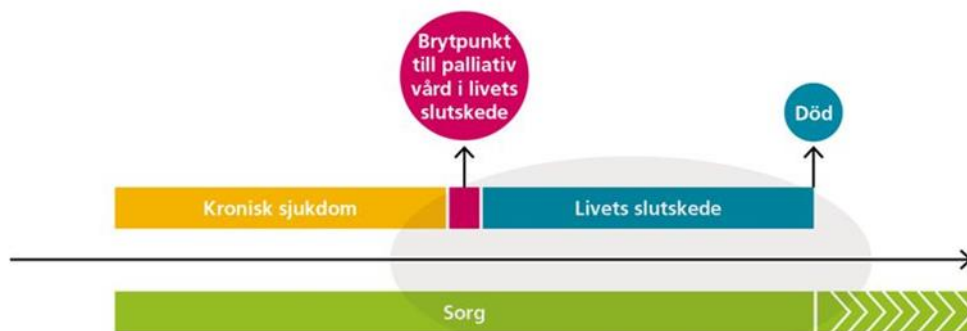 Brytpunkt
till palliativ
vård i livets
slutskede
Död
Kronisk sjukdom
Livets slutskede
Sorg